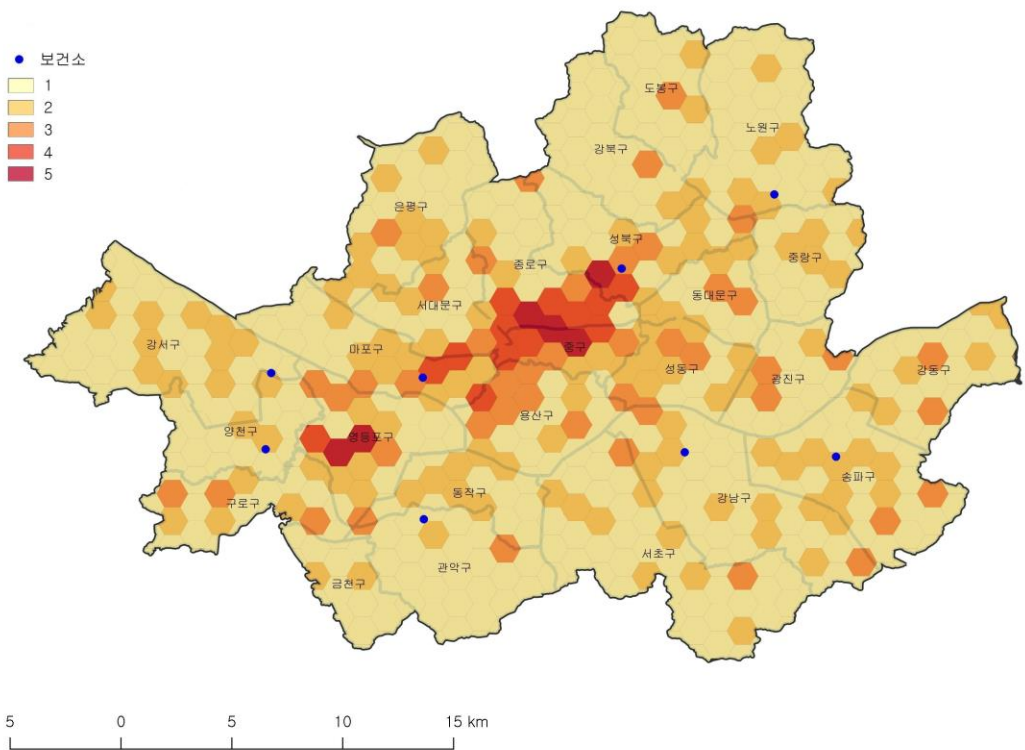 보건소
1
2
3
4
5
도봉구
노원구
강북구
은평구
성북구
종로구
중랑구
동대문구
서대문구
강서구
마포구
중구
성동구
광진구
강동구
용산구
양천구
영등포구
송파구
동작구
강남구
구로구
서초구
관악구
금천구
5 0 5 10 15 km